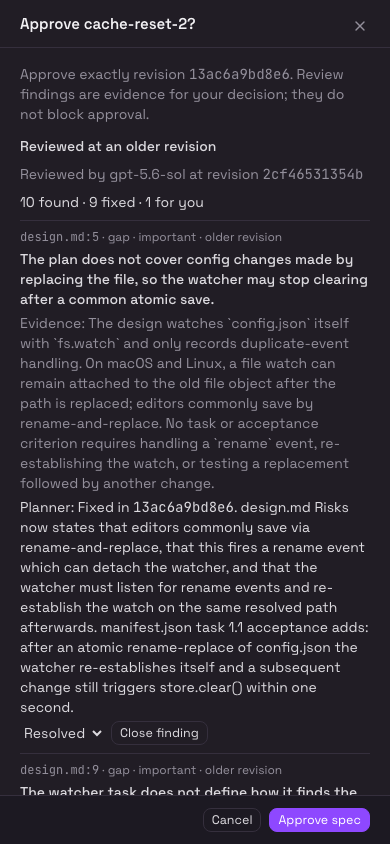 Approve cache-reset-2?
Approve exactly revision 13ac6a9bd8e6. Review
findings are evidence for your decision; they do
not block approval.
Reviewed at an older revision
Reviewed by gpt-5.6-sol at revision 2cf46531354b
10 found · 9 fixed · 1 for you
design.md:5 · gap · important · older revision
The plan does not cover config changes made by
replacing the file, so the watcher may stop clearing
after a common atomic save.
Evidence: The design watches `config.json` itself
with `fs.watch` and only records duplicate-event
handling. On macOS and Linux, a file watch can
remain attached to the old file object after the
path is replaced; editors commonly save by
rename-and-replace. No task or acceptance
criterion requires handling a `rename` event, re-
establishing the watch, or testing a replacement
followed by another change.
Planner: Fixed in 13ac6a9bd8e6. design.md Risks
now states that editors commonly save via
rename-and-replace, that this fires a rename event
which can detach the watcher, and that the
watcher must listen for rename events and re-
establish the watch on the same resolved path
afterwards. manifest.json task 1.1 acceptance adds:
after an atomic rename-replace of config.json the
watcher re-establishes itself and a subsequent
change still triggers store.clear() within one
second.
Resolved Close finding
design.md:9 · gap · important · older revision
The watcher task does not define how it finds the
Cancel Approve spec